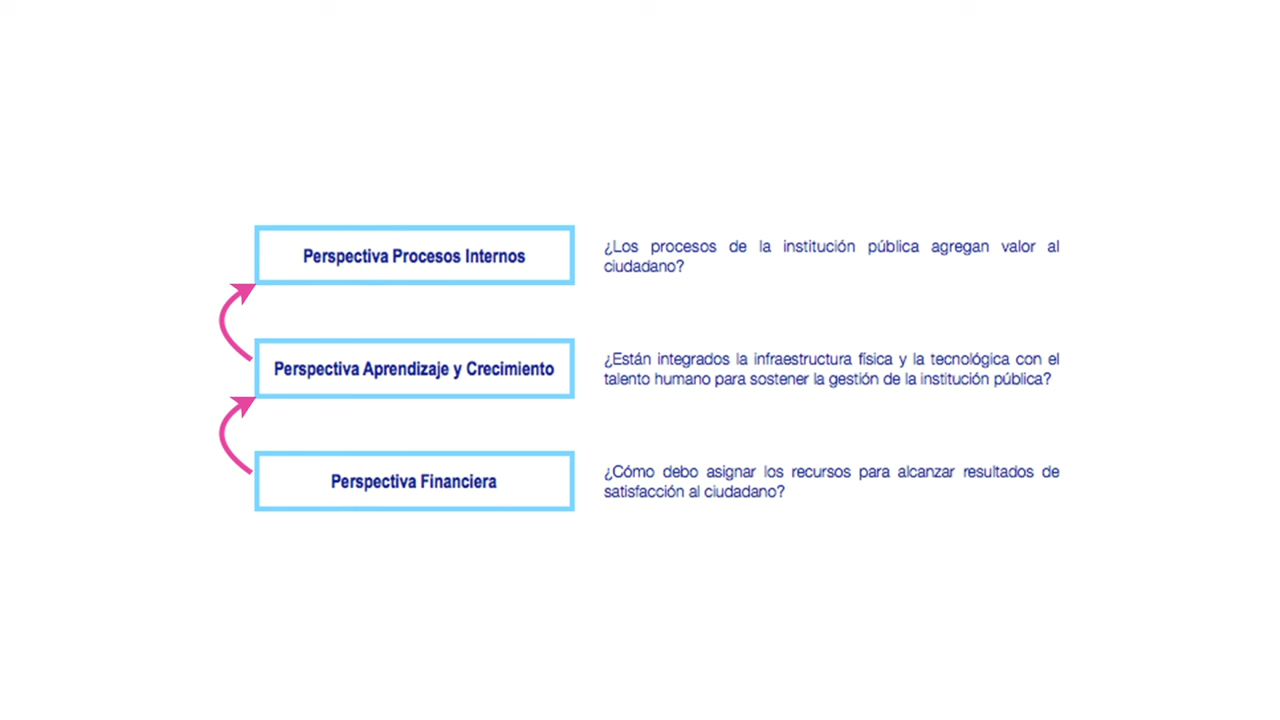 Perspectiva Procesos Internos
¿Los procesos de la institución pública agregan valor al
ciudadano?
Perspectiva Aprendizaje y Crecimiento
¿Están integrados la infraestructura física y la tecnológica con el
talento humano para sostener la gestión de la institución pública?
Perspectiva Financiera
¿Cómo debo asignar los recursos para alcanzar resultados de
satisfacción al ciudadano?